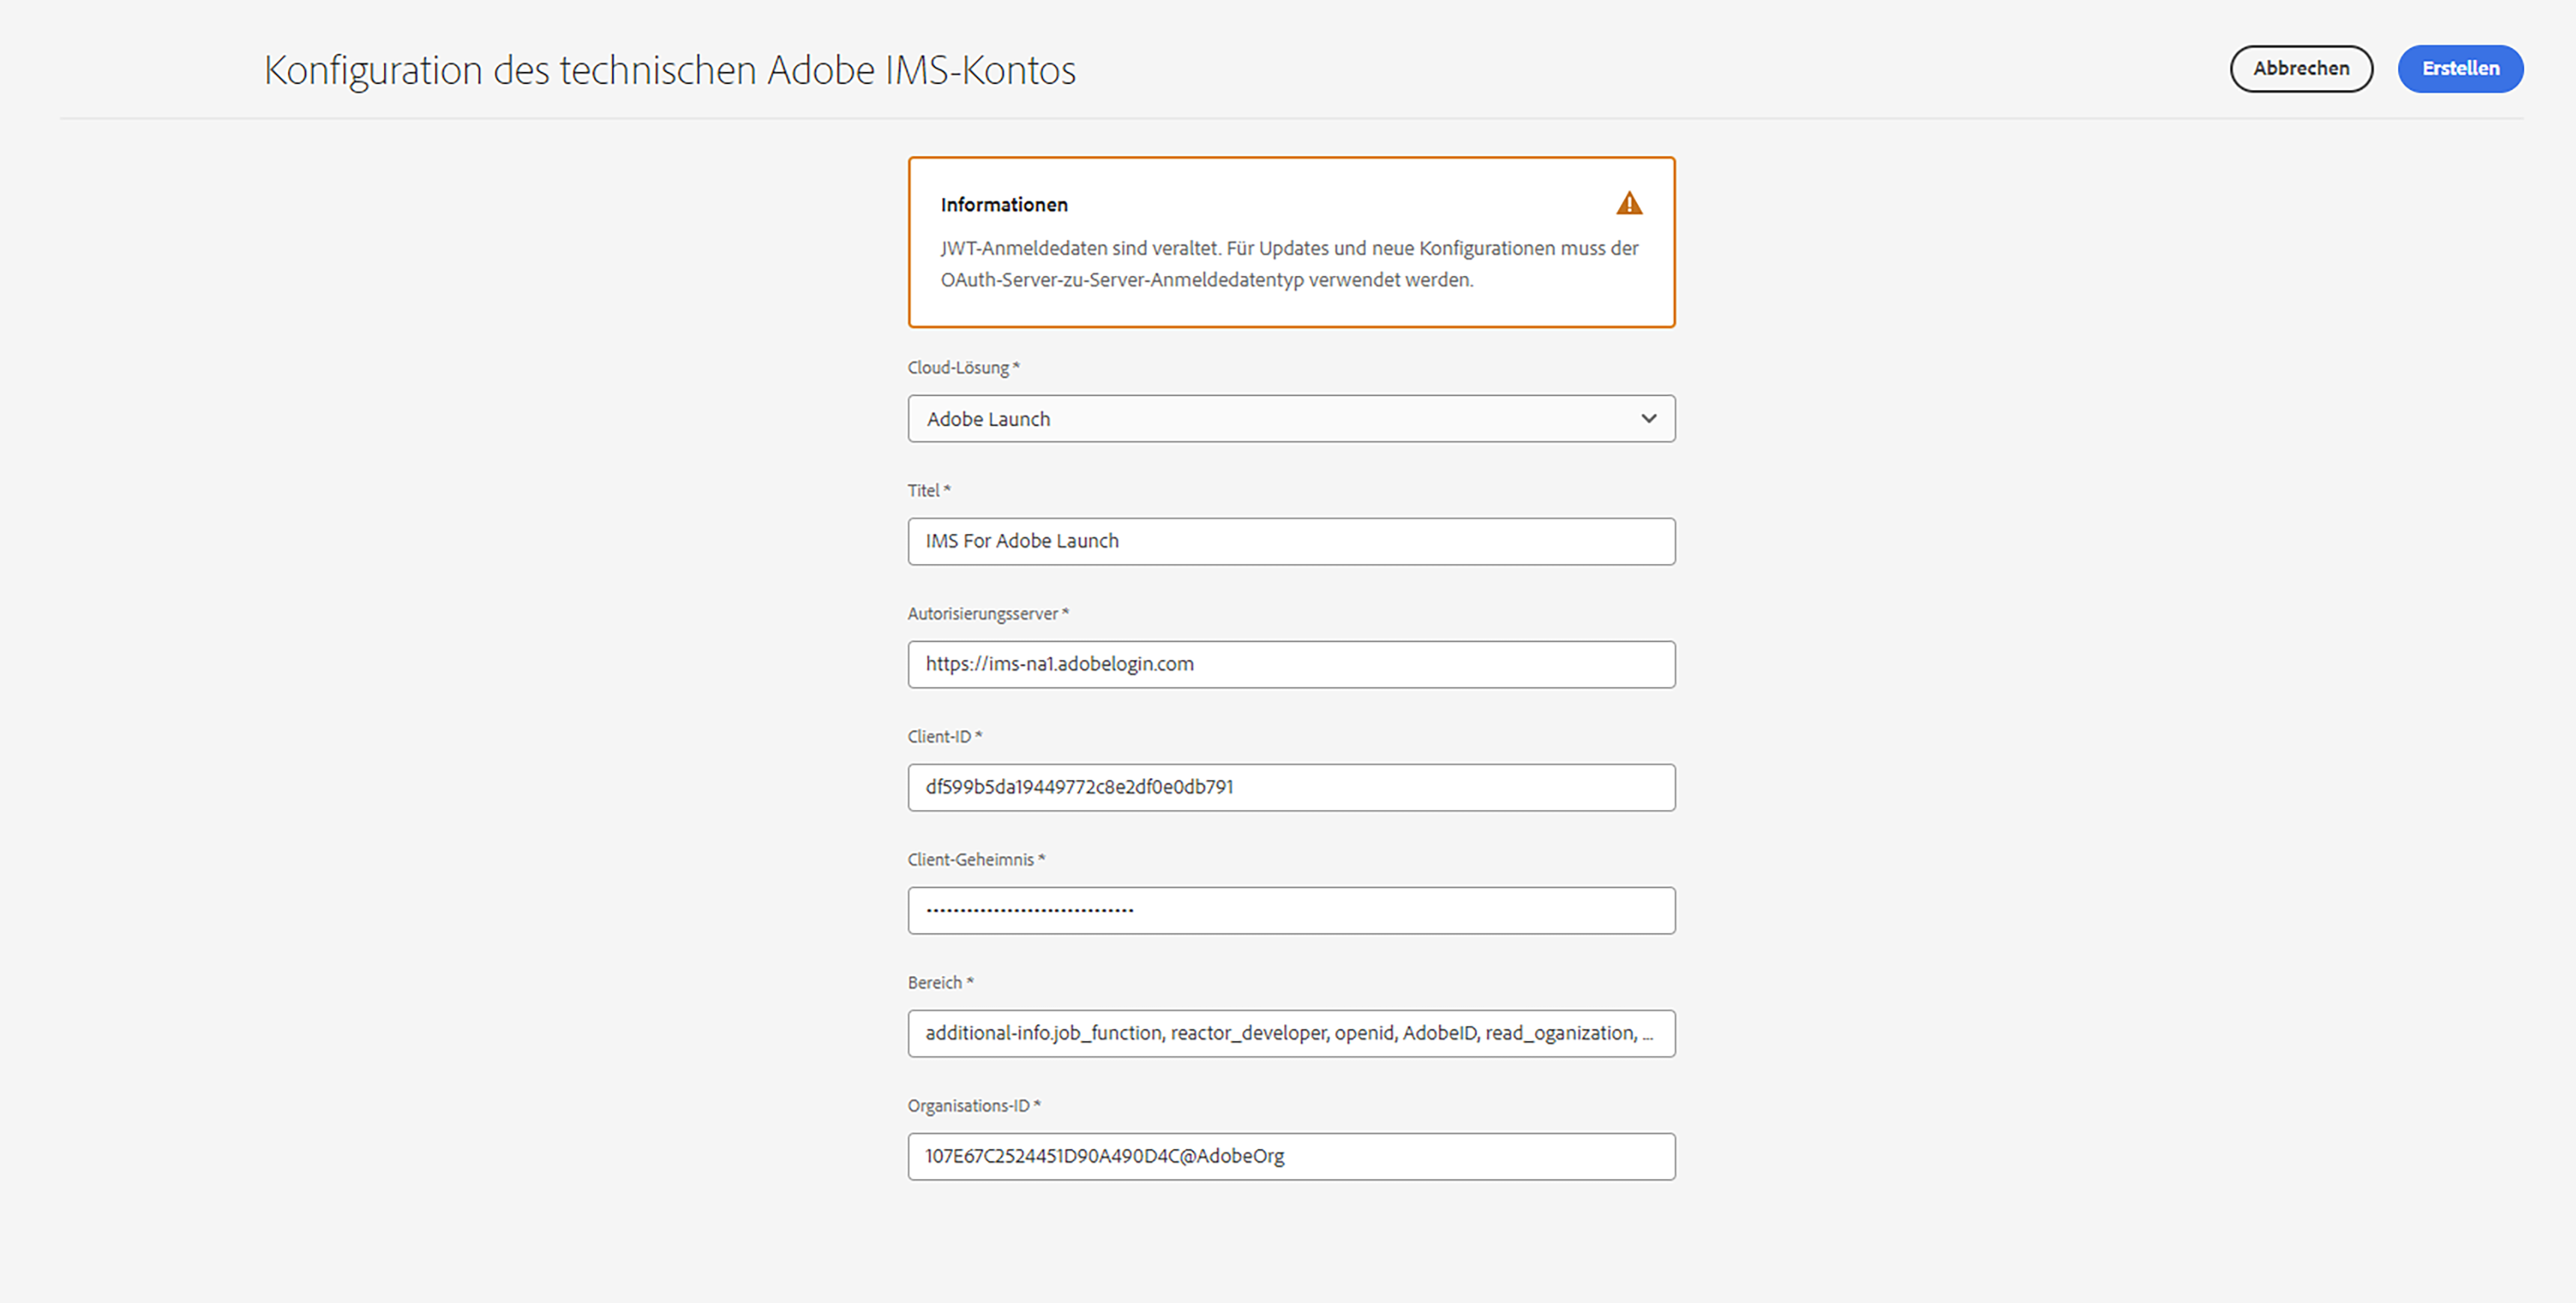 Konfiguration des technischen Adobe IMS-Kontos
Abbrechen
Erstellen
Informationen
JWT-Anmeldedaten sind veraltet. Für Updates und neue Konfigurationen muss der
OAuth-Server-zu-Server-Anmeldedatentyp verwendet werden.
Cloud-Lösung *
Adobe Launch
Titel *
IMS For Adobe Launch
Autorisierungsserver *
https://ims-na1.adobelogin.com
Client-ID *
df599b5da19449772c8e2df0e0db791
Client-Geheimnis *
•••••••••••••••••••••••••••••••
Bereich *
additional-info.job_function, reactor_developer, openid, AdobeID, read_oganization, ...
Organisations-ID *
107E67C2524451D90A490D4C@AdobeOrg